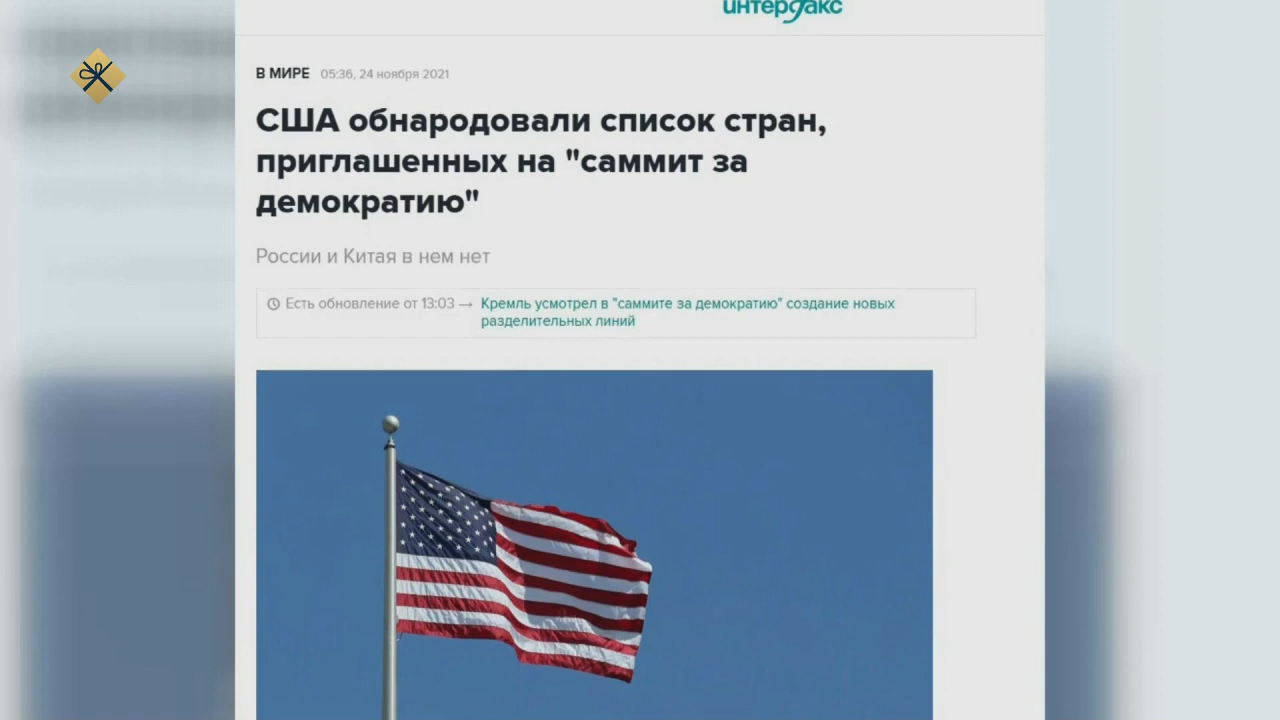 интерфакс
В МИРЕ 05:36, 24 ноября 2021
США обнародовали список стран,
приглашенных на "саммит за
демократию"
России и Китая в нем нет
Есть обновление от 13:03 → Кремль усмотрел в "саммите за демократию" создание новых
разделительных линий